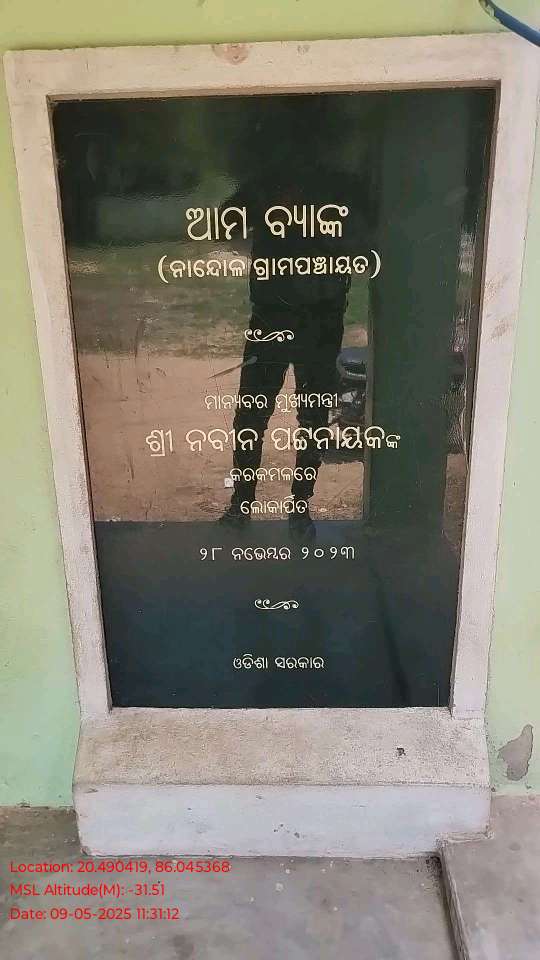 ଆମ ବ୍ୟାଙ୍କ
(ନାନ୍ଦୋଳ ଗ୍ରାମପଞ୍ଚାୟତ)
ମାନ୍ୟବର ମୁଖ୍ୟମନ୍ତ୍ରୀ
ଶ୍ରୀ ନବୀନ ପଟ୍ଟନାୟକଙ୍କ
କରକମଳରେ
ଲୋକାର୍ପିତ
୨୮ ନଭେମ୍ବର ୨୦୨୩
ଓଡିଶା ସରକାର
Location: 20.490419, 86.045368
MSL Altitude(M): -31.51
Date: 09-05-2025 11:31:12